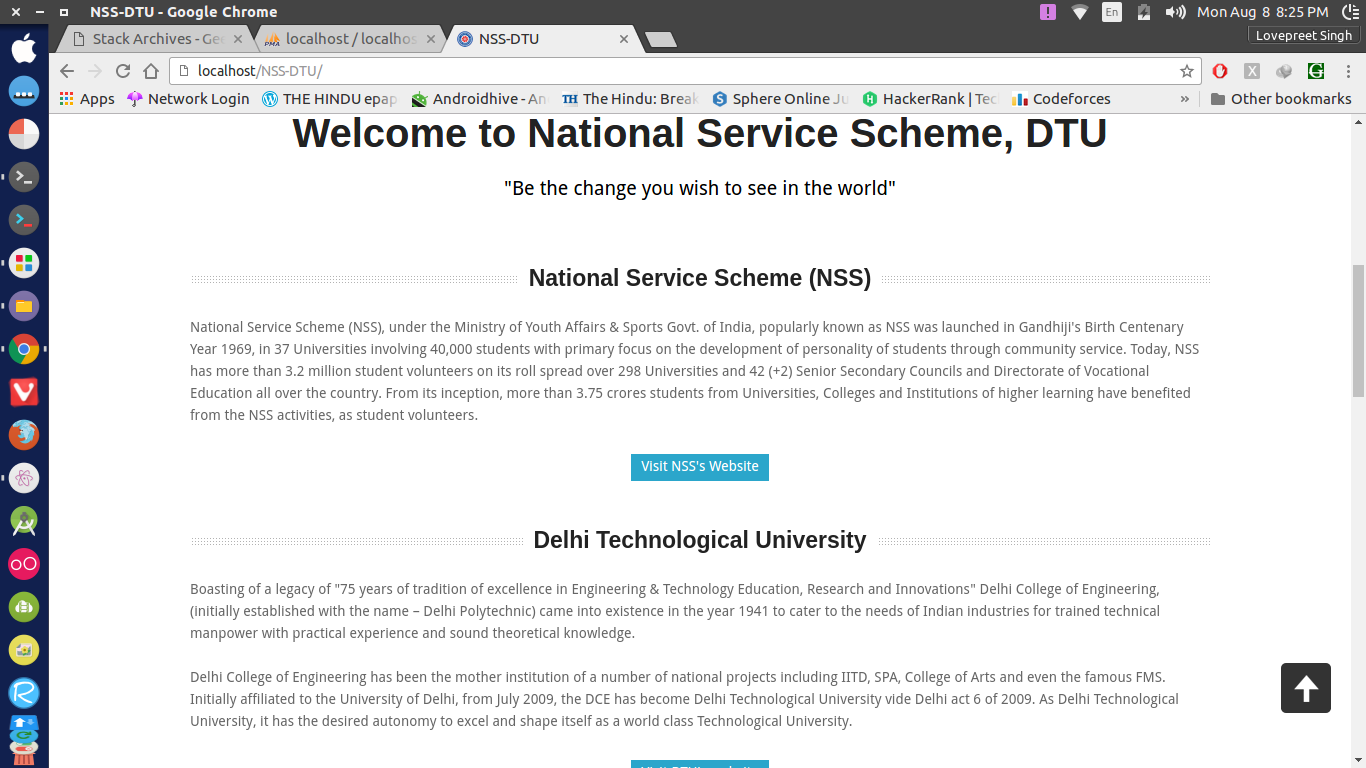 NSS-DTU - Google Chrome
En
Mon Aug 8 8:25 PM
Stack Archives - Gee
localhost / localhos
NSS-DTU
Lovepreet Singh
localhost/NSS-DTU/
Apps
Network Login
THE HINDU epap
Androidhive - An
The Hindu: Break
Sphere Online Ju
HackerRank | Tec
Codeforces
»
Other bookmarks
Welcome to National Service Scheme, DTU
"Be the change you wish to see in the world"
National Service Scheme (NSS)
National Service Scheme (NSS), under the Ministry of Youth Affairs & Sports Govt. of India, popularly known as NSS was launched in Gandhiji's Birth Centenary
Year 1969, in 37 Universities involving 40,000 students with primary focus on the development of personality of students through community service. Today, NSS
has more than 3.2 million student volunteers on its roll spread over 298 Universities and 42 (+2) Senior Secondary Councils and Directorate of Vocational
Education all over the country. From its inception, more than 3.75 crores students from Universities, Colleges and Institutions of higher learning have benefited
from the NSS activities, as student volunteers.
Visit NSS's Website
Delhi Technological University
Boasting of a legacy of "75 years of tradition of excellence in Engineering & Technology Education, Research and Innovations" Delhi College of Engineering,
(initially established with the name – Delhi Polytechnic) came into existence in the year 1941 to cater to the needs of Indian industries for trained technical
manpower with practical experience and sound theoretical knowledge.
Delhi College of Engineering has been the mother institution of a number of national projects including IITD, SPA, College of Arts and even the famous FMS.
Initially affiliated to the University of Delhi, from July 2009, the DCE has become Delhi Technological University vide Delhi act 6 of 2009. As Delhi Technological
University, it has the desired autonomy to excel and shape itself as a world class Technological University.